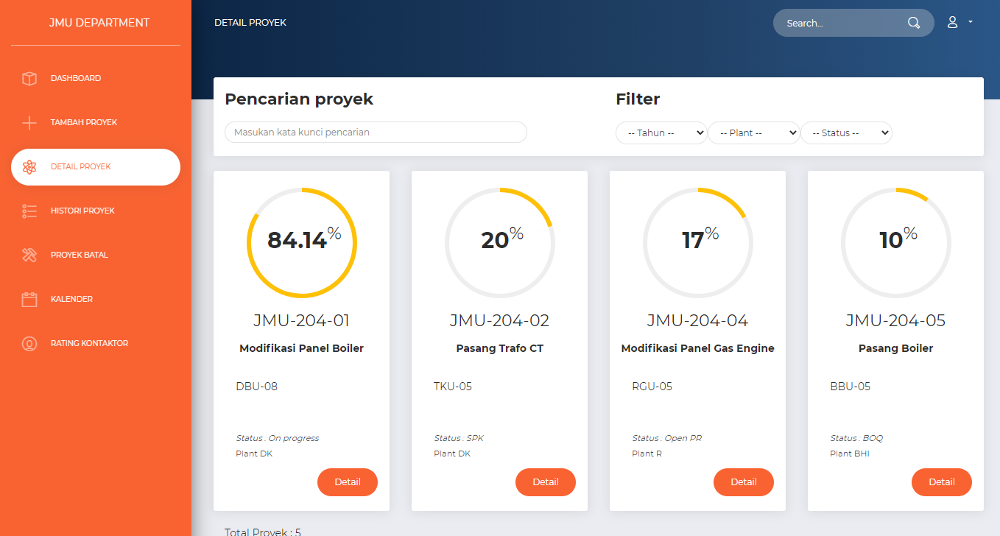 JMU DEPARTMENT
DASHBOARD
TAMBAH PROYEK
DETAIL PROYEK
HISTORI PROYEK
PROYEK BATAL
KALENDER
RATING KONTAKTOR
DETAIL PROYEK
Search...
Pencarian proyek
Masukan kata kunci pencarian
Filter
-- Tahun --
-- Plant --
-- Status --
84.14%
JMU-204-01
Modifikasi Panel Boiler
DBU-08
Status : On progress
Plant DK
Detail
20%
JMU-204-02
Pasang Trafo CT
TKU-05
Status : SPK
Plant DK
Detail
17%
JMU-204-04
Modifikasi Panel Gas Engine
RGU-05
Status : Open PR
Plant R
Detail
10%
JMU-204-05
Pasang Boiler
BBU-05
Status : BOQ
Plant BHI
Detail
Total Proyek : 5